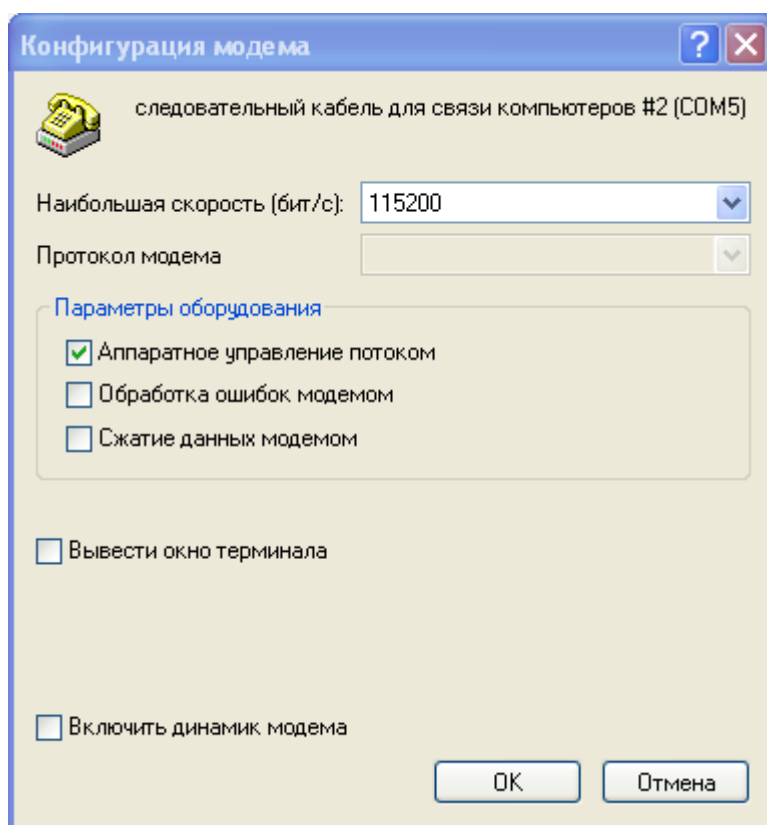 Конфигурация модема
следовательный кабель для связи компьютеров #2 (COM5)
Наибольшая скорость (бит/с): 115200
Протокол модема
Параметры оборудования
Аппаратное управление потоком
Обработка ошибок модемом
Сжатие данных модемом
Вывести окно терминала
Включить динамик модема
OK Отмена